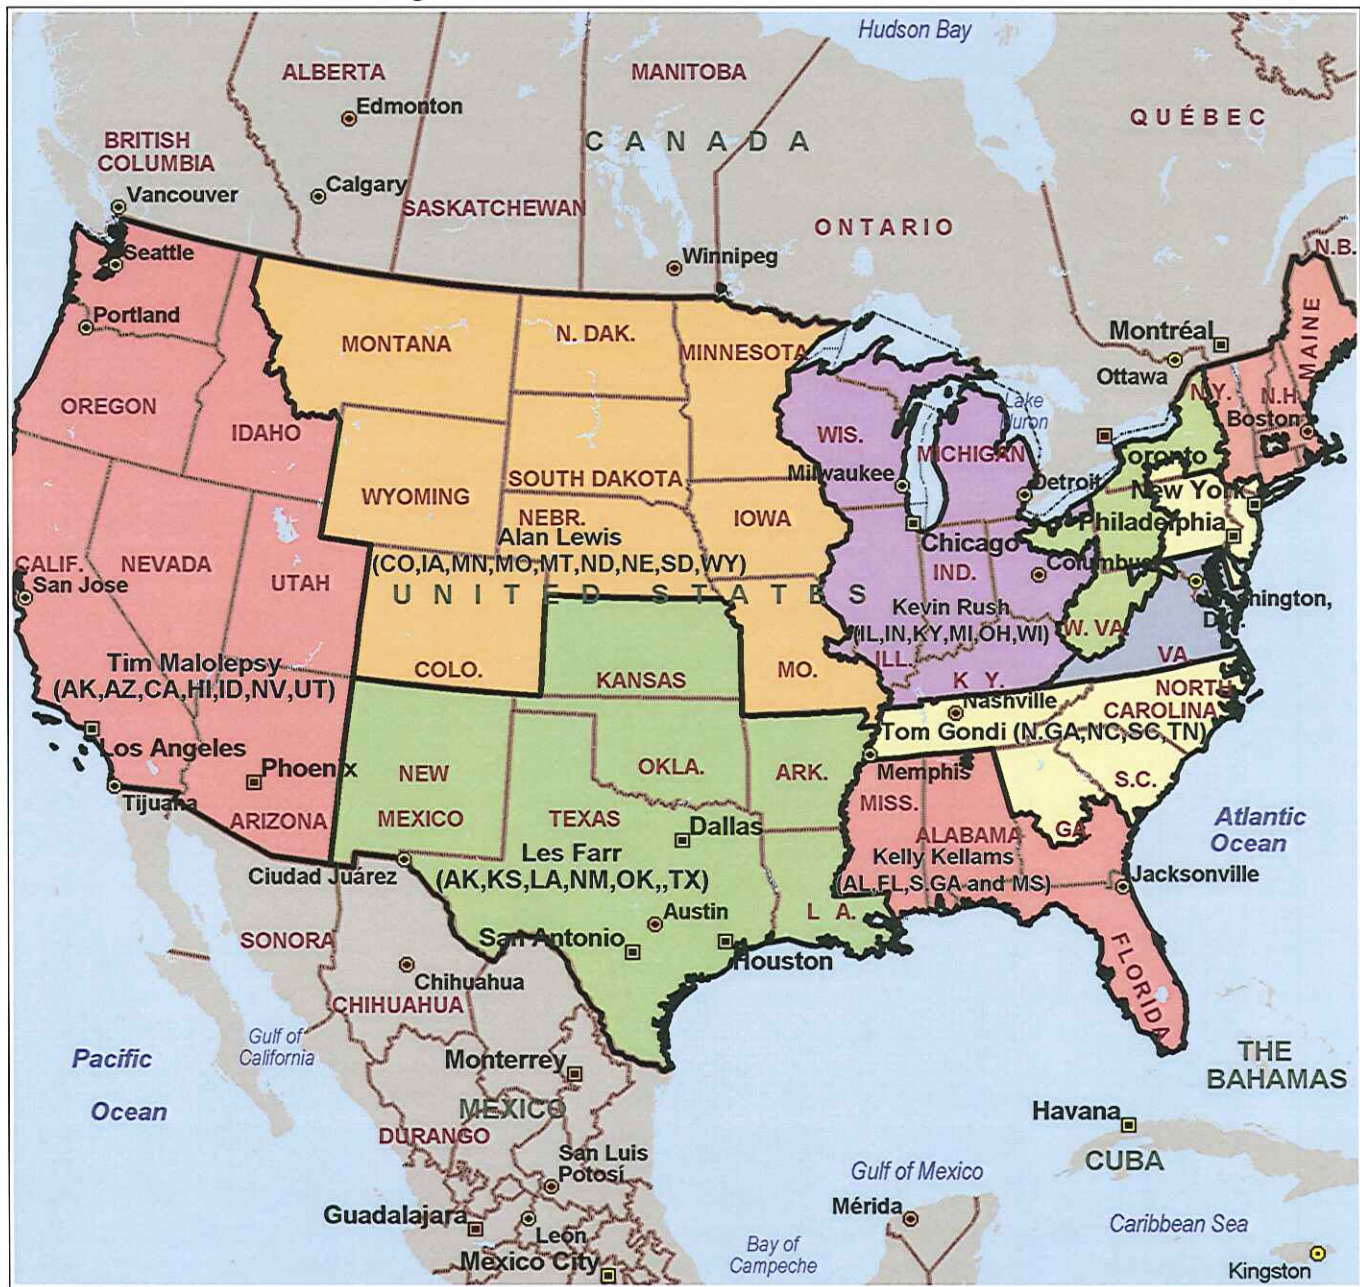 Hudson Bay
ALBERTA
MANITOBA
Edmonton
QUÉBEC
BRITISH
COLUMBIA
CANADA
Calgary
Vancouver
SASKATCHEWAN
ONTARIO
Winnipeg
N.B.
Seattle
Portland
MONTANA
N. DAK.
MINNESOTA
Montréal
Ottawa
MAINE
N.Y.
N.H.
Boston
OREGON
IDAHO
Lake
Huron
WIS.
MICHIGAN
oronto
WYOMING
SOUTH DAKOTA
Milwaukee
Detroit
New York
NEBR.
IOWA
Philadelphia
Alan Lewis
(CO,IA,MN,MO,MT,ND,NE,SD,WY)
Chicago
Columbus
CALIF.
NEVADA
UTAH
IND.
San Jose
UNITED STATES
Kevin Rush
(IL,IN,KY,MI,OH,WI)
W. VA.
Washington,
D.C.
ILL.
VA.
Tim Malolepsy
(AK,AZ,CA,HI,ID,NV,UT)
COLO.
KANSAS
MO.
K Y.
NORTH
CAROLINA
Nashville
Tom Gondi (N.GA,NC,SC,TN)
Los Angeles
Phoenix
NEW
MEXICO
OKLA.
ARK.
Memphis
S.C.
Tijuana
ARIZONA
TEXAS
Dallas
MISS.
ALABAMA
GA.
Atlantic
Ocean
Les Farr
(AK,KS,LA,NM,OK,,TX)
Kelly Kellams
(AL,FL,S.GA and MS)
Ciudad Juárez
Jacksonville
Austin
L A.
San Antonio
Houston
FLORIDA
SONORA
Chihuahua
CHIHUAHUA
Gulf of
California
Pacific
Ocean
Monterrey
THE
BAHAMAS
MEXICO
Havana
DURANGO
San Luis
Potosí
CUBA
Gulf of Mexico
Guadalajara
León
Mérida
Caribbean Sea
Mexico City
Bay of
Campeche
Kingston